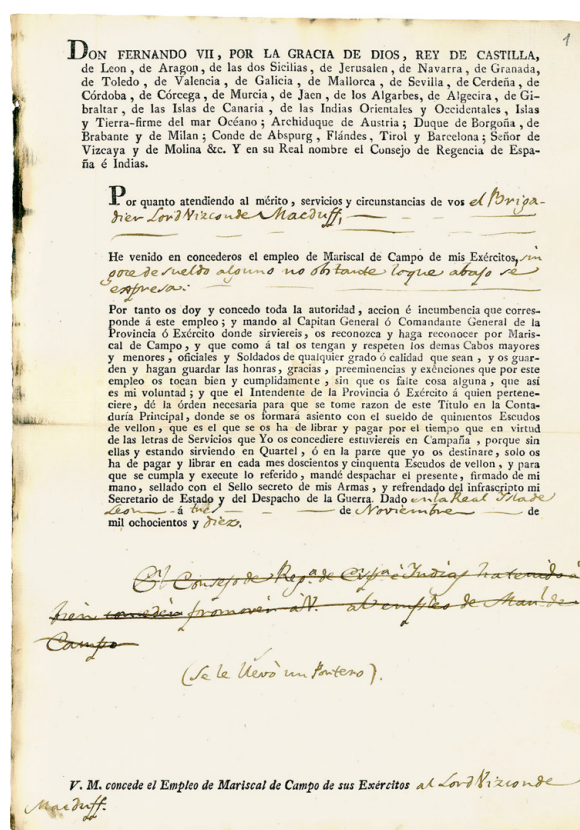 1
DON FERNANDO VII, POR LA GRACIA DE DIOS, REY DE CASTILLA,
de Leon, de Aragon, de las dos Sicilias, de Jerusalen, de Navarra, de Granada,
de Toledo, de Valencia, de Galicia, de Mallorca, de Sevilla, de Cerdeña, de
Córdoba, de Córcega, de Murcia, de Jaen, de los Algarbes, de Algecira, de Gi-
braltar, de las Islas de Canaria, de las Indias Orientales y Occidentales, Islas
y Tierra-firme del mar Océano; Archiduque de Austria; Duque de Borgoña, de
Brabante y de Milan; Conde de Abspurg, Flándes, Tirol y Barcelona; Señor de
Vizcaya y de Molina &c. Y en su Real nombre el Consejo de Regencia de Espa-
ña é Indias.
Por quanto atendiendo al mérito, servicios y circunstancias de vos el Briga-
dier Lord Vizconde Macduff,
He venido en concederos el empleo de Mariscal de Campo de mis Exércitos, sin
goce de sueldo alguno no obstante loque abajo se
expresa.
Por tanto os doy y concedo toda la autoridad, accion é incumbencia que corres-
ponde á este empleo; y mando al Capitan General ó Comandante General de la
Provincia ó Exército donde sirviereis, os reconozca y haga reconocer por Maris-
cal de Campo, y que como á tal os tengan y respeten los demas Cabos mayores
y menores, oficiales y Soldados de qualquier grado ó calidad que sean, y os guar-
den y hagan guardar las honras, gracias, preeminencias y exênciones que por este
empleo os tocan bien y cumplidamente, sin que os falte cosa alguna, que así
es mi voluntad; y que el Intendente de la Provincia ó Exército á quien pertene-
ciere, dé la órden necesaria para que se tome razon de este Título en la Conta-
duría Principal, donde se os formará asiento con el sueldo de quinientos Escudos
de vellon, que es el que se os ha de librar y pagar por el tiempo que en virtud
de las letras de Servicios que Yo os concediere estuviereis en Campaña, porque sin
ellas y estando sirviendo en Quartel, ó en la parte que yo os destinare, solo os
ha de pagar y librar en cada mes doscientos y cinquenta Escudos de vellon, y para
que se cumpla y execute lo referido, mandé despachar el presente, firmado de mi
mano, sellado con el Sello secreto de mis Armas, y refrendado del infrascripto mi
Secretario de Estado y del Despacho de la Guerra. Dado en la Real Isla de
Leon á tres de Noviembre de
mil ochocientos y diez.
El Consejo de Reg.a de Esp.a é Indias ha tenido á
bien conceder promover á V. al empleo de Mari.l de
Campo
(Se le llevó un Portero).
V. M. concede el Empleo de Mariscal de Campo de sus Exércitos al Lord Vizconde
Macduff.